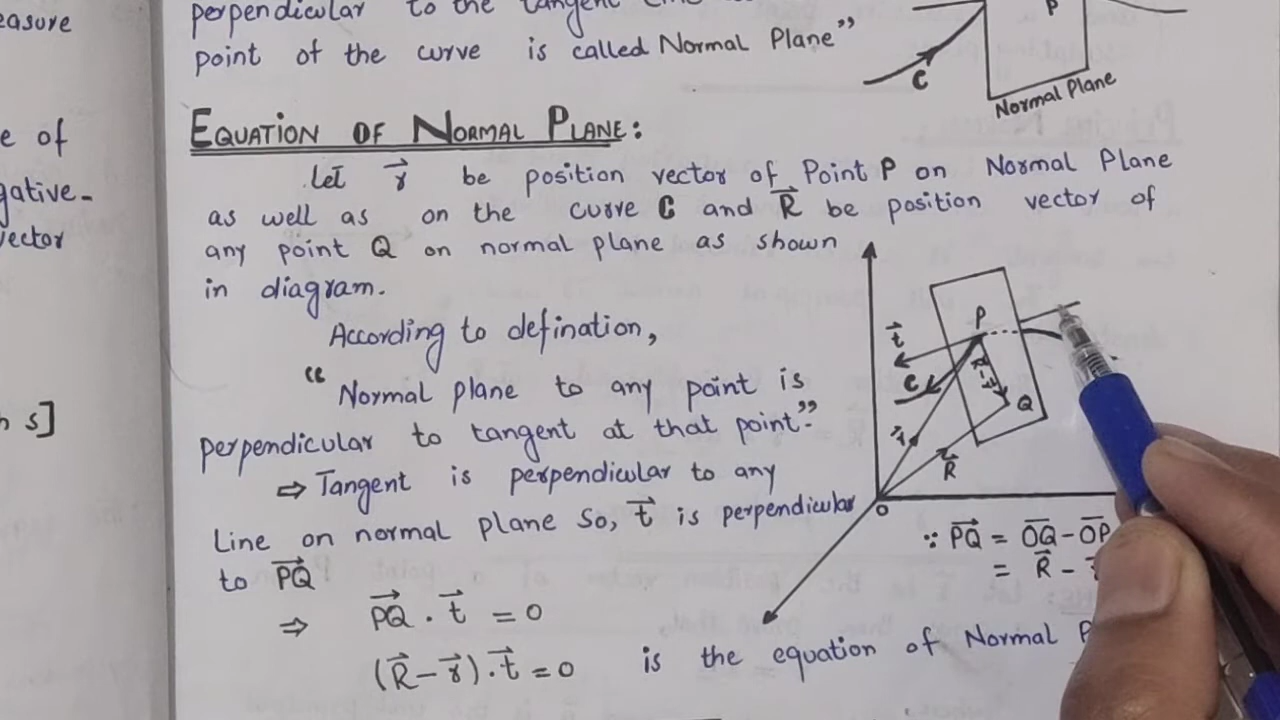 easure
e of
gative-
vector
n s]
perpendicular to the tangent
point of the curve is called Normal Plane"
P
C
Normal Plane
EQUATION OF NORMAL PLANE:
Let r⃗ be position vector of Point P on Normal Plane
as well as on the curve C and R⃗ be position vector of
any point Q on normal plane as shown
in diagram.
According to defination,
"Normal plane to any point is
perpendicular to tangent at that point".
⇒ Tangent is perpendicular to any
Line on normal plane So, t⃗ is perpendicular
to P͞Q⃗
⇒ PQ⃗ . t⃗ = 0
(R⃗ - r⃗).t⃗ = 0 is the equation of Normal P
P
t⃗
C
R-r
Q
r⃗
R⃗
O
∵ PQ⃗ = OQ⃗ - OP
= R⃗ -